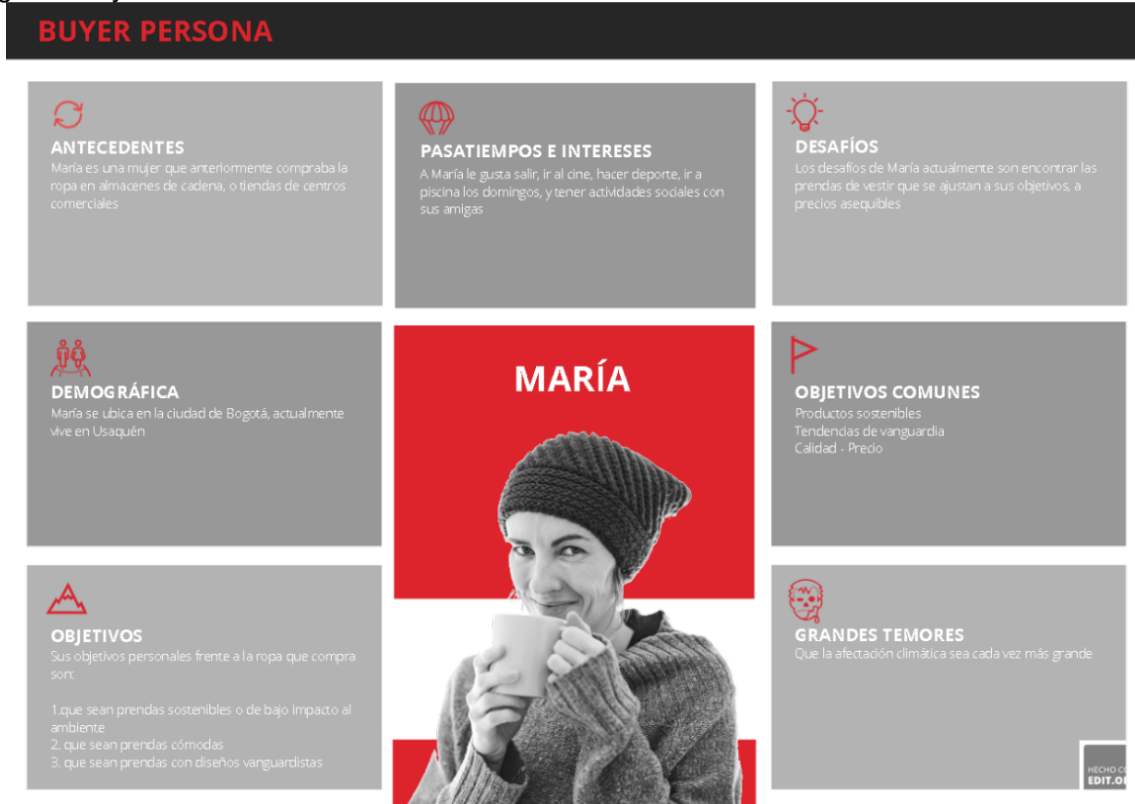 BUYER PERSONA
ANTECEDENTES
María es una mujer que anteriormente compraba la
ropa en almacenes de cadena, o tiendas de centros
comerciales
PASATIEMPOS E INTERESES
A María le gusta salir, ir al cine, hacer deporte, ir a
piscina los domingos, y tener actividades sociales con
sus amigas
DESAFÍOS
Los desafíos de María actualmente son encontrar las
prendas de vestir que se ajustan a sus objetivos, a
precios asequibles
DEMOGRÁFICA
María se ubica en la ciudad de Bogotá, actualmente
vive en Usaquén
MARÍA
OBJETIVOS COMUNES
Productos sostenibles
Tendencias de vanguardia
Calidad - Precio
OBJETIVOS
Sus objetivos personales frente a la ropa que compra
son:
1.que sean prendas sostenibles o de bajo impacto al
ambiente
2. que sean prendas cómodas
3. que sean prendas con diseños vanguardistas
GRANDES TEMORES
Que la afectación climática sea cada vez más grande
HECHO